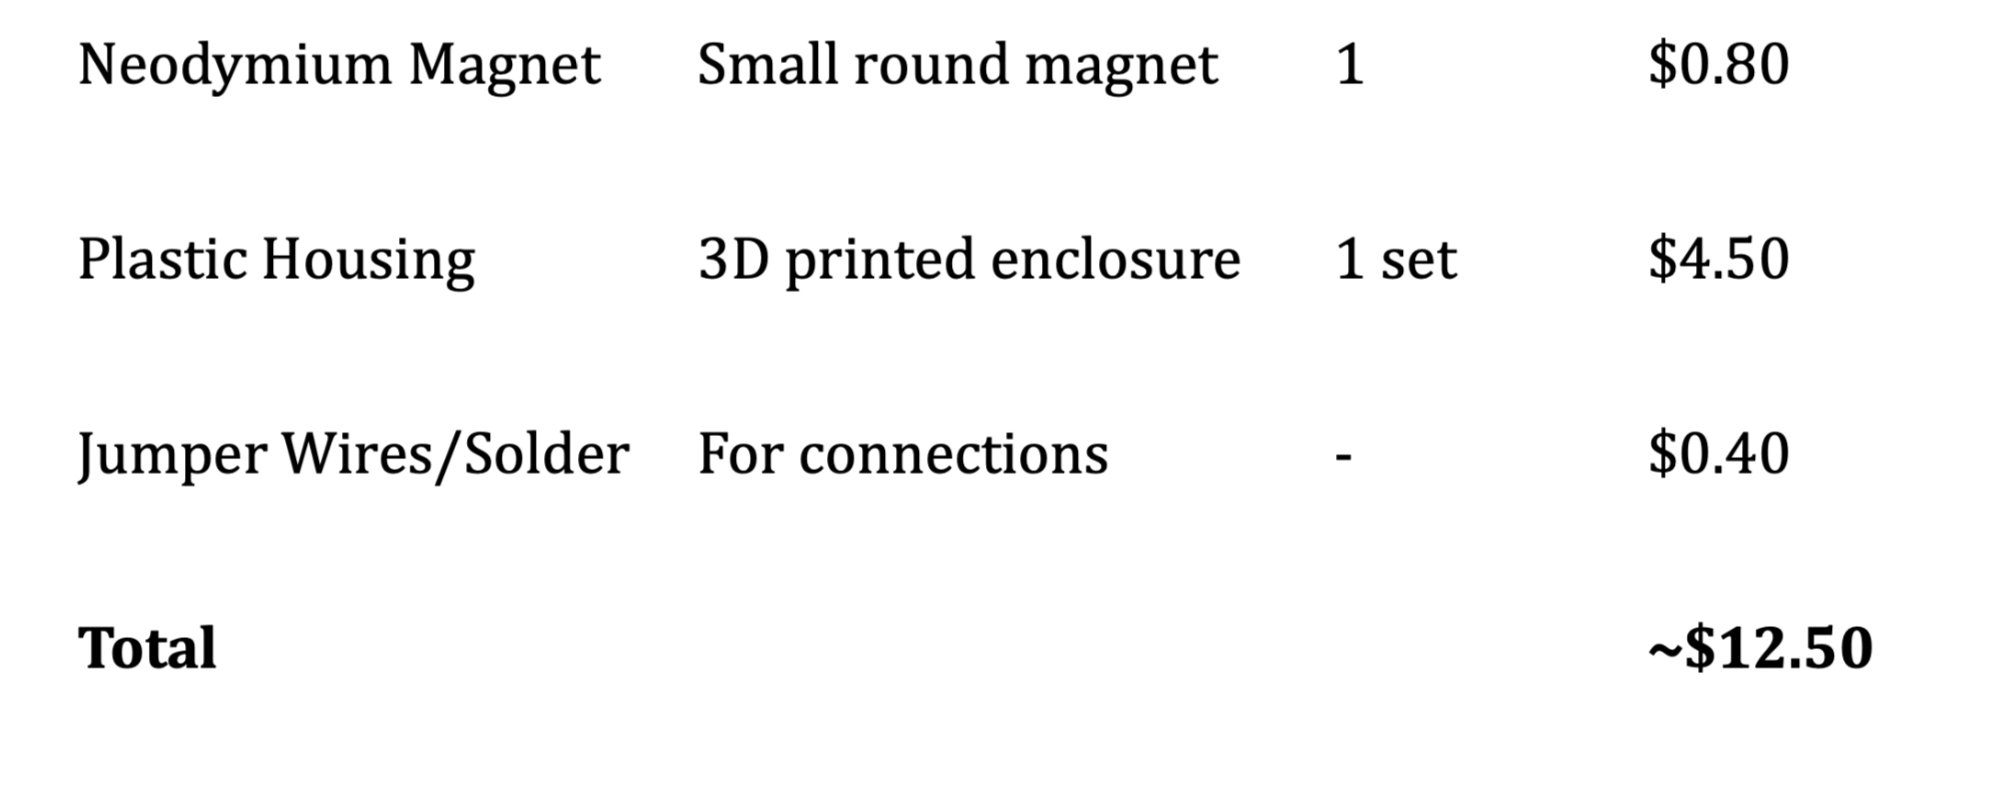 Neodymium Magnet Small round magnet 1 $0.80
Plastic Housing 3D printed enclosure 1 set $4.50
Jumper Wires/Solder For connections - $0.40
Total ~$12.50